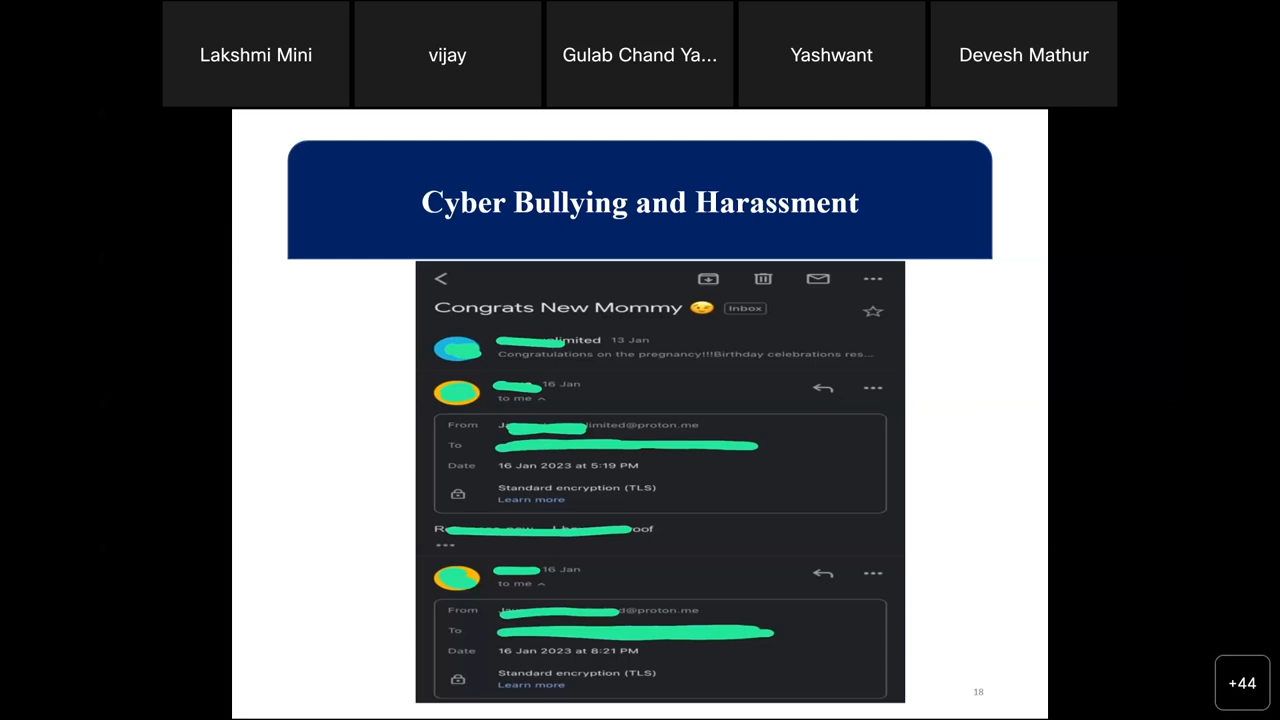 Lakshmi Mini
vijay
Gulab Chand Ya...
Yashwant
Devesh Mathur
Cyber Bullying and Harassment
Congrats New Mommy 😉 Inbox
limited 13 Jan
Congratulations on the pregnancy!!!Birthday celebrations res...
16 Jan
to me
From limited@proton.me
To
Date 16 Jan 2023 at 5:19 PM
Standard encryption (TLS)
Learn more
oof
16 Jan
to me
From d@proton.me
To
Date 16 Jan 2023 at 8:21 PM
Standard encryption (TLS)
Learn more
18
+44